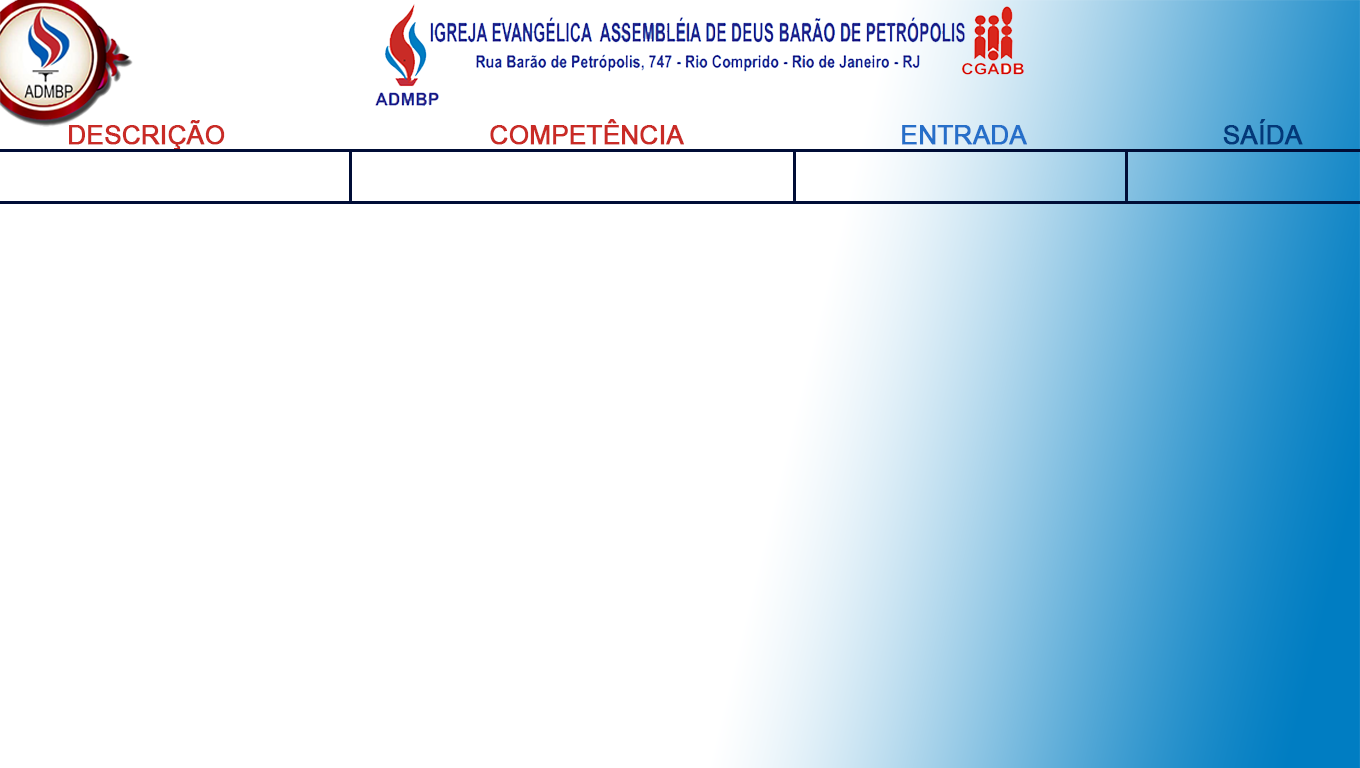 ADMBP
IGREJA EVANGÉLICA ASSEMBLÉIA DE DEUS BARÃO DE PETRÓPOLIS
Rua Barão de Petrópolis, 747 - Rio Comprido - Rio de Janeiro - RJ
ADMBP
CGADB
DESCRIÇÃO COMPETÊNCIA ENTRADA SAÍDA